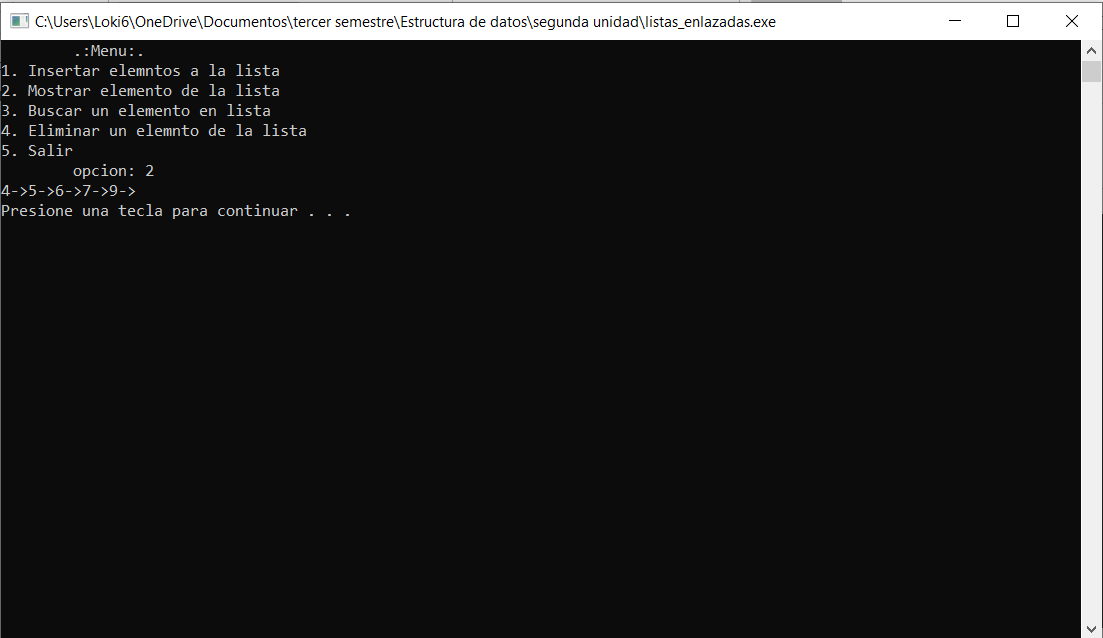 C:\Users\Loki6\OneDrive\Documentos\tercer semestre\Estructura de datos\segunda unidad\listas_enlazadas.exe
.:Menu:.
1. Insertar elemntos a la lista
2. Mostrar elemento de la lista
3. Buscar un elemento en lista
4. Eliminar un elemnto de la lista
5. Salir
opcion: 2
4->5->6->7->9->
Presione una tecla para continuar . . .